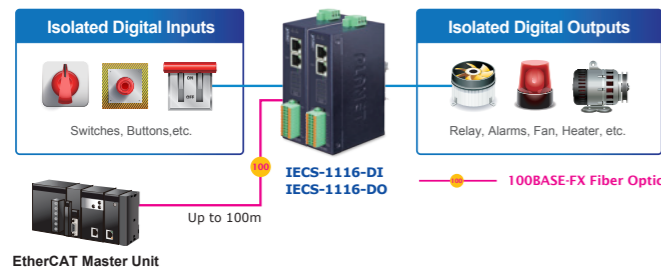 Isolated Digital Inputs
Switches, Buttons,etc.
Isolated Digital Outputs
Relay, Alarms, Fan, Heater, etc.
ON
OFF
PLANET
100
IECS-1116-DI
IECS-1116-DO
100
100BASE-FX Fiber Optic
Up to 100m
EtherCAT Master Unit